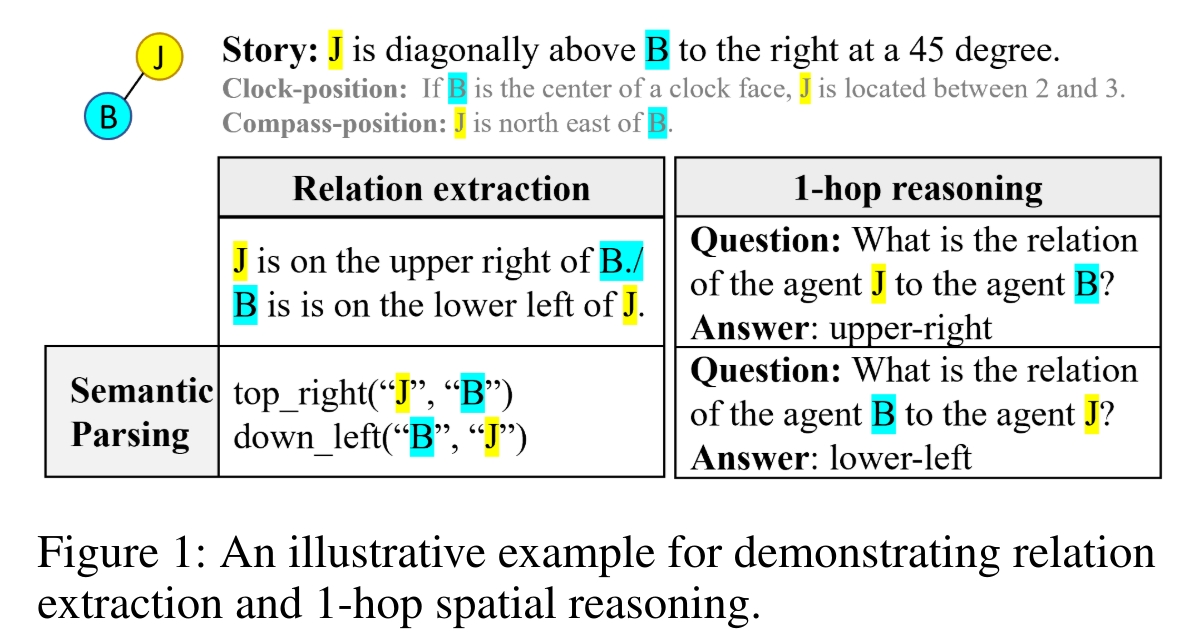 J
B
Story: J is diagonally above B to the right at a 45 degree.
Clock-position: If B is the center of a clock face, J is located between 2 and 3.
Compass-position: J is north east of B.
Relation extraction
J is on the upper right of B./
B is is on the lower left of J.
Semantic
Parsing
top_right(“J”, “B”)
down_left(“B”, “J”)
1-hop reasoning
Question: What is the relation
of the agent J to the agent B?
Answer: upper-right
Question: What is the relation
of the agent B to the agent J?
Answer: lower-left
Figure 1: An illustrative example for demonstrating relation
extraction and 1-hop spatial reasoning.